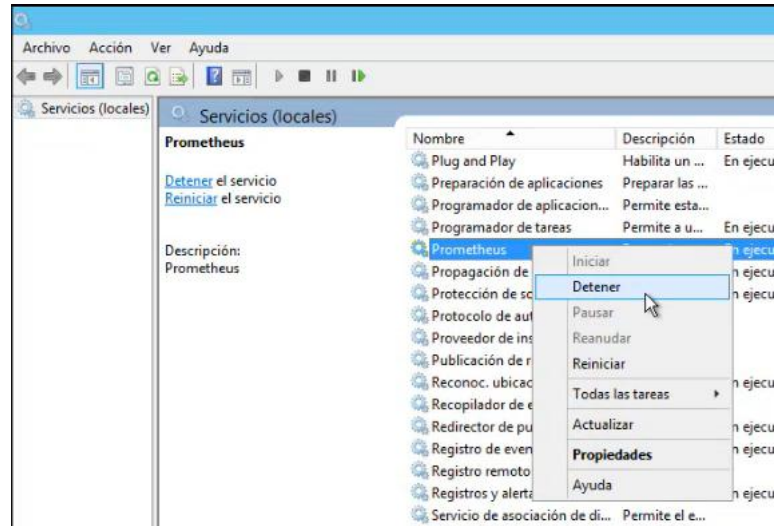 Archivo Acción Ver Ayuda
Servicios (locales)
Servicios (locales)
Prometheus
Detener el servicio
Reiniciar el servicio
Descripción:
Prometheus
Nombre Descripción Estado
Plug and Play Habilita un ... En ejecu
Preparación de aplicaciones Preparar las ...
Programador de aplicacion... Permite esta...
Programador de tareas Permite a u... En ejecu
Prometheus n ejecu
Propagación de n ejecu
Protección de so n ejecu
Protocolo de aut
Proveedor de ins
Publicación de r
Reconoc. ubicac n ejecu
Recopilador de e
Redirector de pu n ejecu
Registro de even n ejecu
Registro remoto
Registros y alerta n ejecu
Servicio de asociación de di... Permite el e...
Iniciar
Detener
Pausar
Reanudar
Reiniciar
Todas las tareas
Actualizar
Propiedades
Ayuda